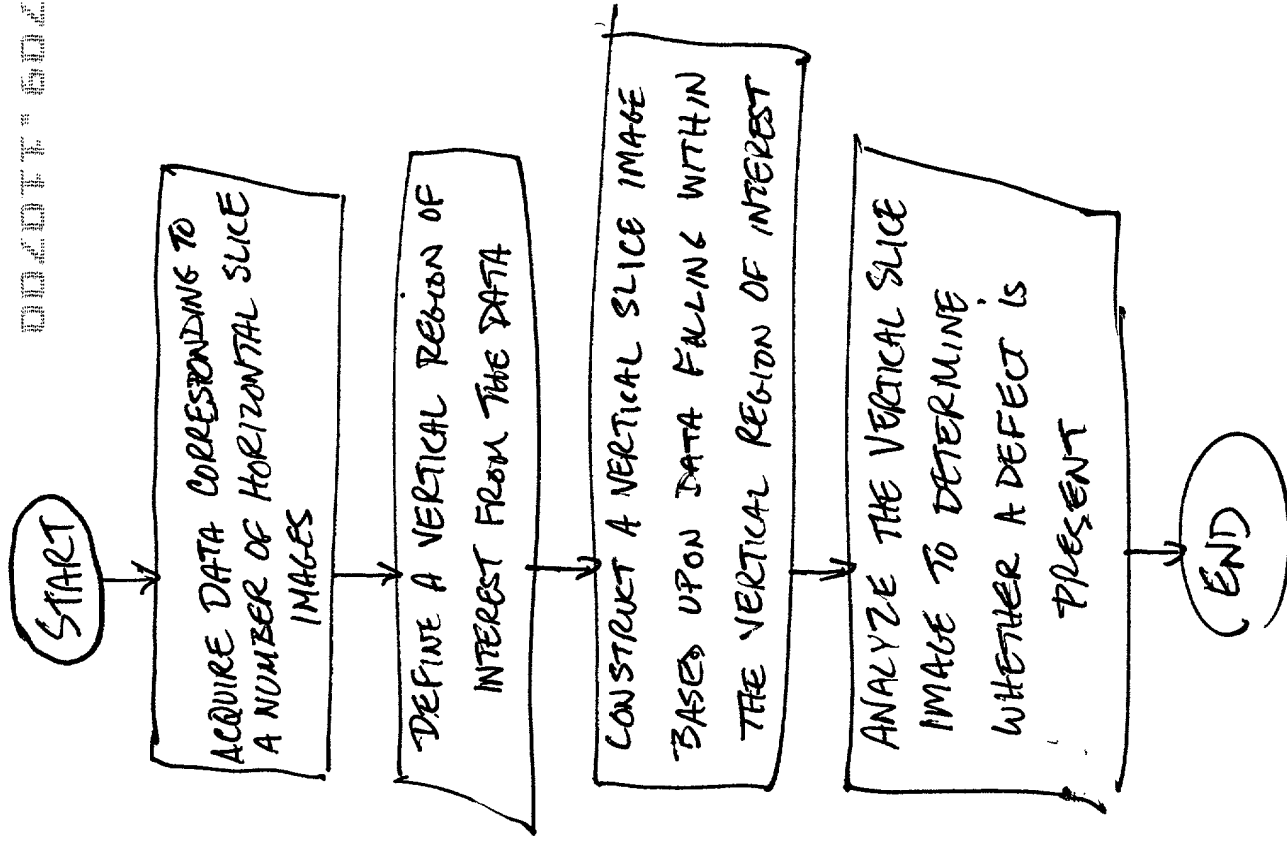 START
ACQUIRE DATA CORRESPONDING TO
A NUMBER OF HORIZONTAL SLICE
IMAGES
DEFINE A VERTICAL REGION OF
INTEREST FROM THE DATA
CONSTRUCT A VERTICAL SLICE IMAGE
BASED UPON DATA FALLING WITHIN
THE VERTICAL REGION OF INTEREST
ANALYZE THE VERTICAL SLICE
IMAGE TO DETERMINE
WHETHER A DEFECT IS
PRESENT
END